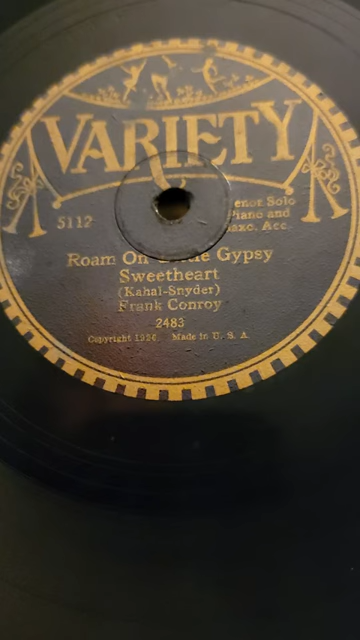 VARIETY
5112
Tenor Solo
Piano and
Saxo. Acc.
Roam On Gypsy
Sweetheart
(Kahal-Snyder)
Frank Conroy
2483
Copyright 1926. Made in U. S. A.